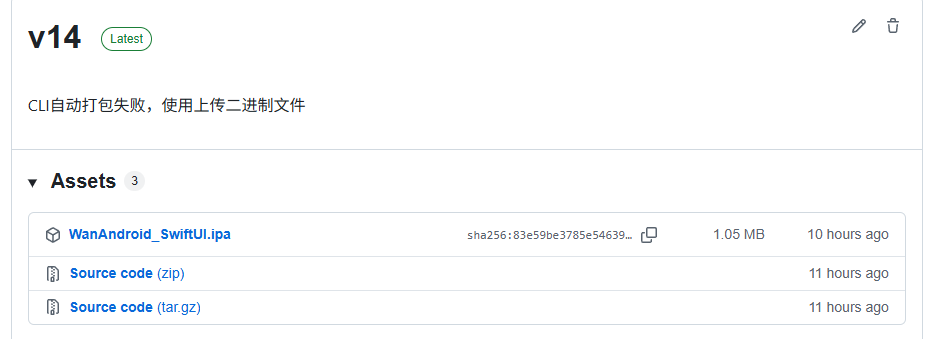 v14 Latest
CLI自动打包失败，使用上传二进制文件
Assets 3
WanAndroid_SwiftUI.ipa sha256:83e59be3785e54639… 1.05 MB 10 hours ago
Source code (zip) 11 hours ago
Source code (tar.gz) 11 hours ago